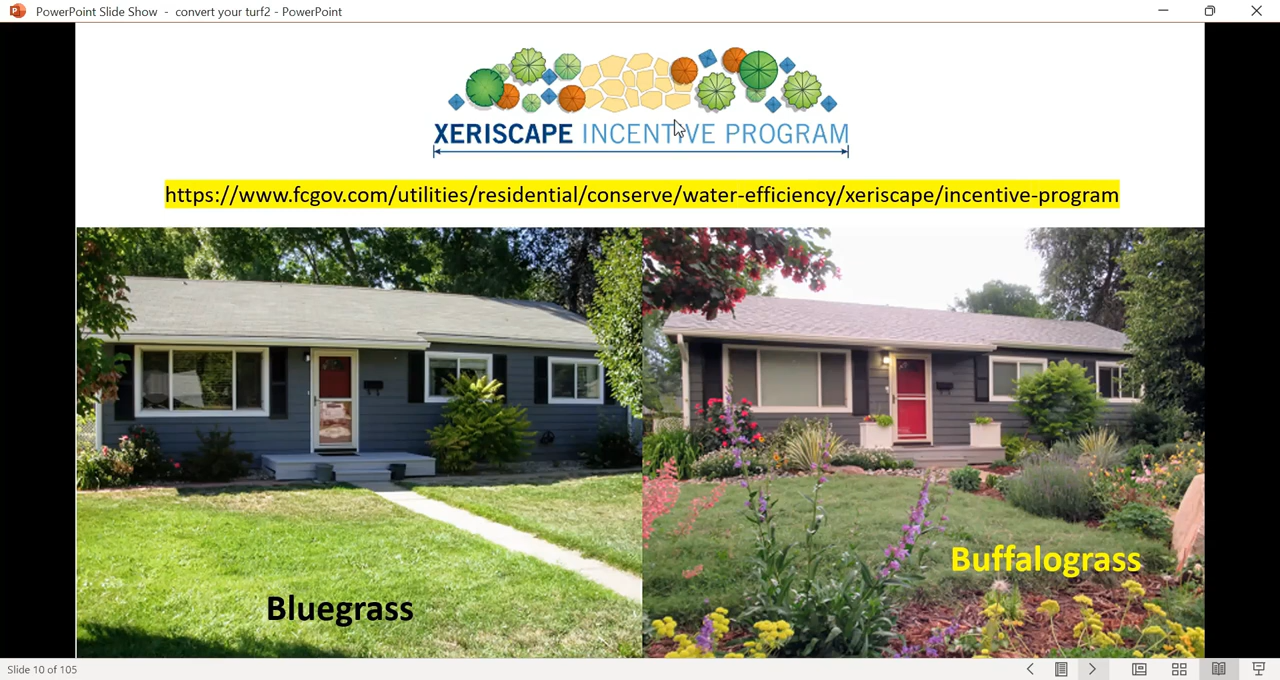 PowerPoint Slide Show - convert your turf2 - PowerPoint
XERISCAPE INCENTIVE PROGRAM
https://www.fcgov.com/utilities/residential/conserve/water-efficiency/xeriscape/incentive-program
Bluegrass
Buffalograss
Slide 10 of 105